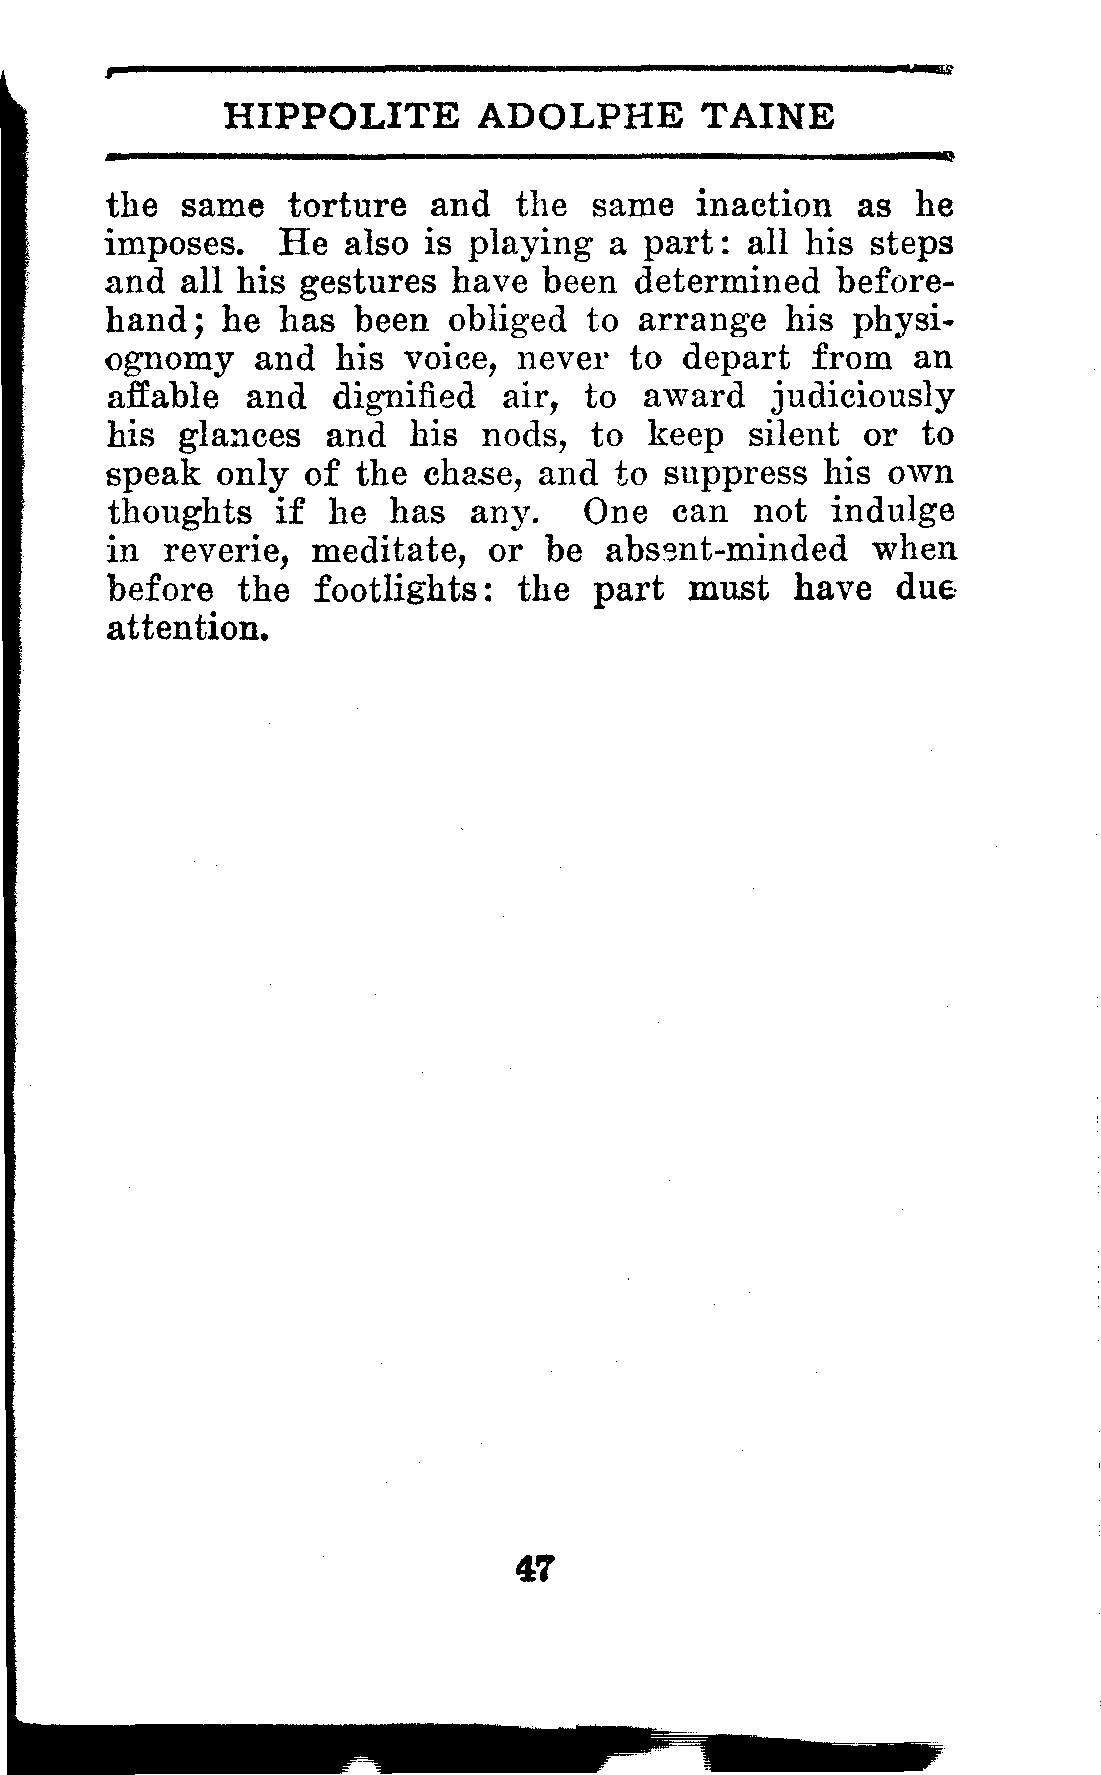 HIPPOLITE ADOLPHE TAINE
the same torture and the same inaction as he
imposes. He also is playing a part: all his steps
and all his gestures have been determined before-
hand; he has been obliged to arrange his physi-
ognomy and his voice, never to depart from an
affable and dignified air, to award judiciously
his glances and his nods, to keep silent or to
speak only of the chase, and to suppress his own
thoughts if he has any. One can not indulge
in reverie, meditate, or be absent-minded when
before the footlights: the part must have due
attention.
47